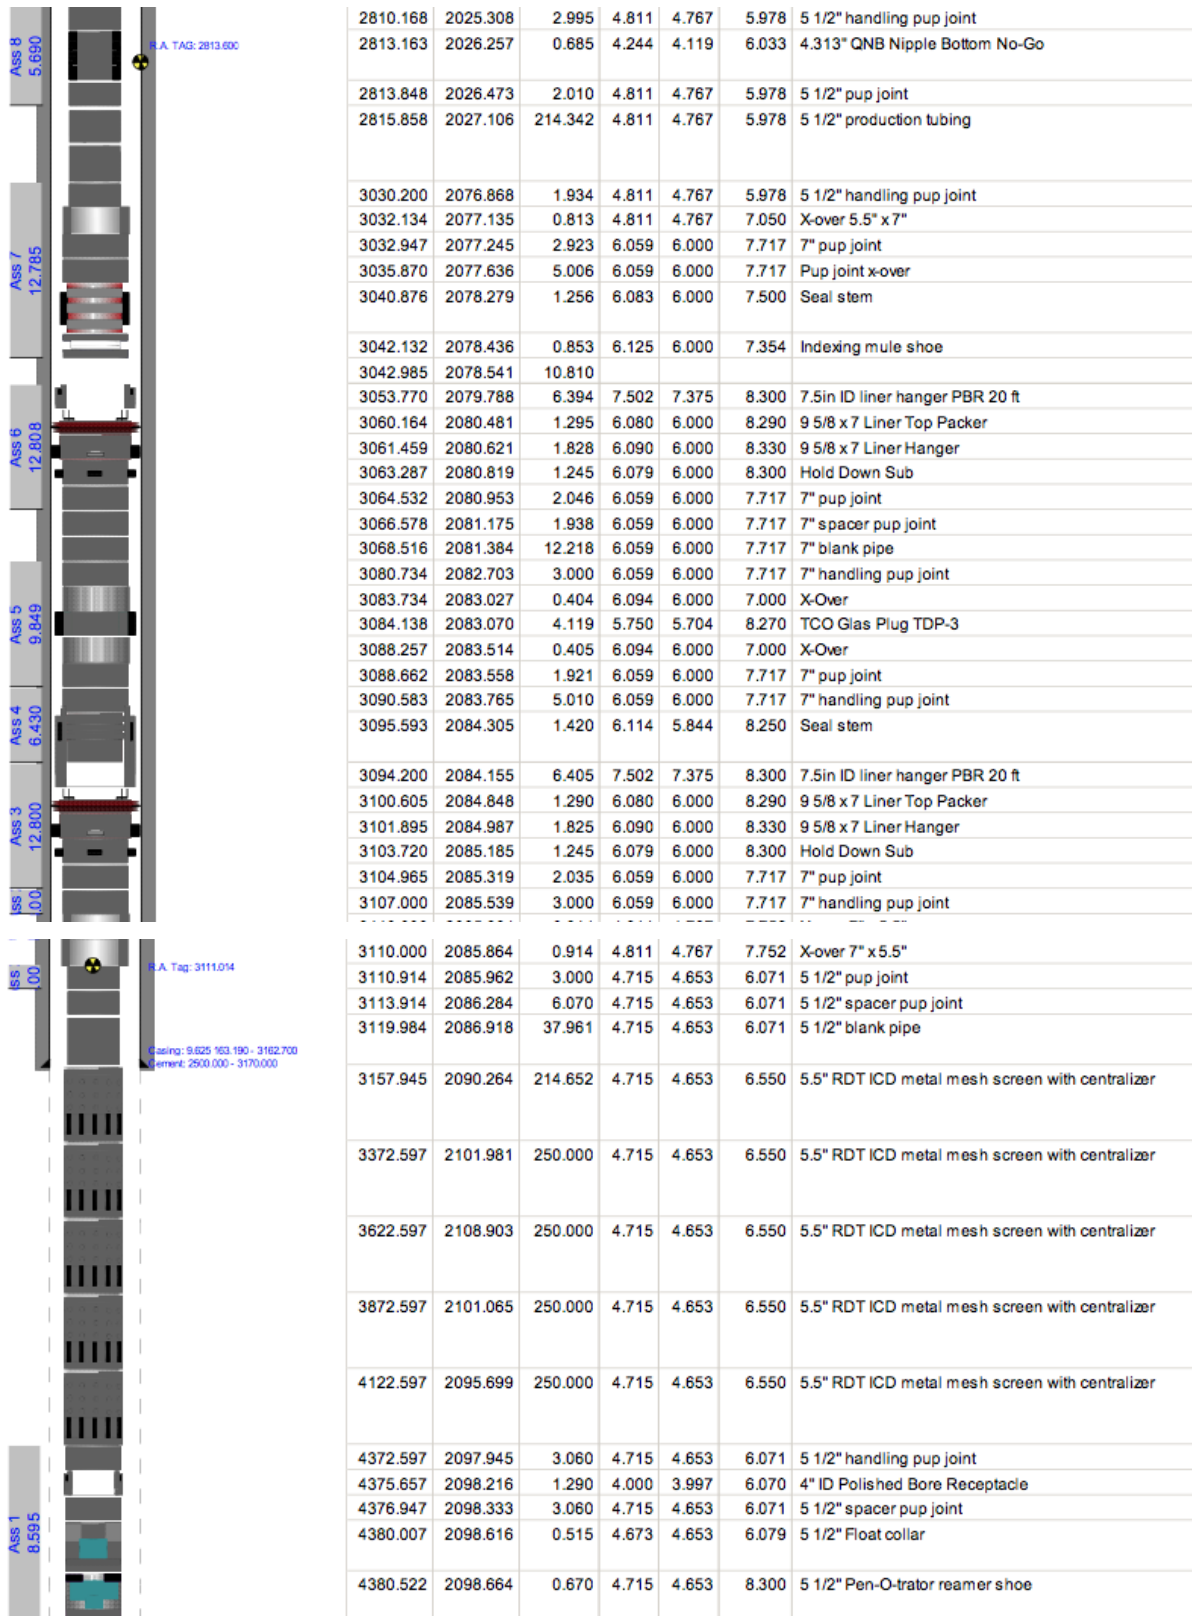 2810.168 2025.308 2.995 4.811 4.767 5.978 5 1/2" handling pup joint
Ass 8
5.690
R.A. TAG: 2813.600
2813.163 2026.257 0.685 4.244 4.119 6.033 4.313" QNB Nipple Bottom No-Go
2813.848 2026.473 2.010 4.811 4.767 5.978 5 1/2" pup joint
2815.858 2027.106 214.342 4.811 4.767 5.978 5 1/2" production tubing
3030.200 2076.868 1.934 4.811 4.767 5.978 5 1/2" handling pup joint
3032.134 2077.135 0.813 4.811 4.767 7.050 X-over 5.5" x 7"
3032.947 2077.245 2.923 6.059 6.000 7.717 7" pup joint
Ass 7
12.785
3035.870 2077.636 5.006 6.059 6.000 7.717 Pup joint x-over
3040.876 2078.279 1.256 6.083 6.000 7.500 Seal stem
3042.132 2078.436 0.853 6.125 6.000 7.354 Indexing mule shoe
3042.985 2078.541 10.810
3053.770 2079.788 6.394 7.502 7.375 8.300 7.5in ID liner hanger PBR 20 ft
3060.164 2080.481 1.295 6.080 6.000 8.290 9 5/8 x 7 Liner Top Packer
Ass 6
12.808
3061.459 2080.621 1.828 6.090 6.000 8.330 9 5/8 x 7 Liner Hanger
3063.287 2080.819 1.245 6.079 6.000 8.300 Hold Down Sub
3064.532 2080.953 2.046 6.059 6.000 7.717 7" pup joint
3066.578 2081.175 1.938 6.059 6.000 7.717 7" spacer pup joint
3068.516 2081.384 12.218 6.059 6.000 7.717 7" blank pipe
3080.734 2082.703 3.000 6.059 6.000 7.717 7" handling pup joint
3083.734 2083.027 0.404 6.094 6.000 7.000 X-Over
Ass 5
9.849
3084.138 2083.070 4.119 5.750 5.704 8.270 TCO Glas Plug TDP-3
3088.257 2083.514 0.405 6.094 6.000 7.000 X-Over
3088.662 2083.558 1.921 6.059 6.000 7.717 7" pup joint
3090.583 2083.765 5.010 6.059 6.000 7.717 7" handling pup joint
Ass 4
6.430
3095.593 2084.305 1.420 6.114 5.844 8.250 Seal stem
3094.200 2084.155 6.405 7.502 7.375 8.300 7.5in ID liner hanger PBR 20 ft
3100.605 2084.848 1.290 6.080 6.000 8.290 9 5/8 x 7 Liner Top Packer
Ass 3
12.800
3101.895 2084.987 1.825 6.090 6.000 8.330 9 5/8 x 7 Liner Hanger
3103.720 2085.185 1.245 6.079 6.000 8.300 Hold Down Sub
3104.965 2085.319 2.035 6.059 6.000 7.717 7" pup joint
3107.000 2085.539 3.000 6.059 6.000 7.717 7" handling pup joint
3110.000 2085.864 0.914 4.811 4.767 7.752 X-over 7" x 5.5"
R.A. Tag: 3111.014
3110.914 2085.962 3.000 4.715 4.653 6.071 5 1/2" pup joint
3113.914 2086.284 6.070 4.715 4.653 6.071 5 1/2" spacer pup joint
3119.984 2086.918 37.961 4.715 4.653 6.071 5 1/2" blank pipe
Casing: 9.625 163.190 - 3162.700
Cement: 2500.000 - 3170.000
3157.945 2090.264 214.652 4.715 4.653 6.550 5.5" RDT ICD metal mesh screen with centralizer
3372.597 2101.981 250.000 4.715 4.653 6.550 5.5" RDT ICD metal mesh screen with centralizer
3622.597 2108.903 250.000 4.715 4.653 6.550 5.5" RDT ICD metal mesh screen with centralizer
3872.597 2101.065 250.000 4.715 4.653 6.550 5.5" RDT ICD metal mesh screen with centralizer
4122.597 2095.699 250.000 4.715 4.653 6.550 5.5" RDT ICD metal mesh screen with centralizer
4372.597 2097.945 3.060 4.715 4.653 6.071 5 1/2" handling pup joint
4375.657 2098.216 1.290 4.000 3.997 6.070 4" ID Polished Bore Receptacle
4376.947 2098.333 3.060 4.715 4.653 6.071 5 1/2" spacer pup joint
Ass 1
8.595
4380.007 2098.616 0.515 4.673 4.653 6.079 5 1/2" Float collar
4380.522 2098.664 0.670 4.715 4.653 8.300 5 1/2" Pen-O-trator reamer shoe